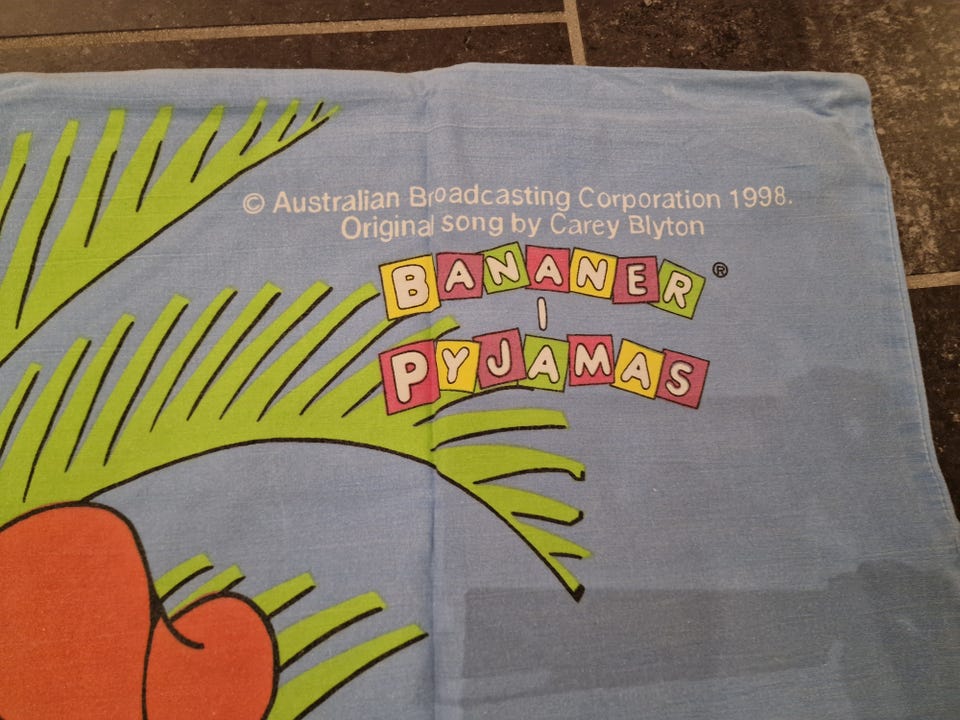 © Australian Broadcasting Corporation 1998.
Original song by Carey Blyton
BANANER ®
I
PYJAMAS